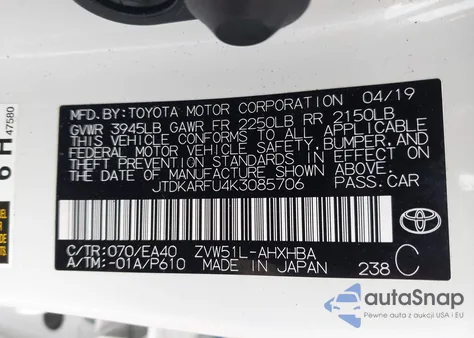 MFD. BY: TOYOTA MOTOR CORPORATION 04/19
GVWR 3945LB GAWR FR 2250LB RR 2150LB
THIS VEHICLE CONFORMS TO ALL APPLICABLE
FEDERAL MOTOR VEHICLE SAFETY, BUMPER, AND
THEFT PREVENTION STANDARDS IN EFFECT ON
THE DATE OF MANUFACTURE SHOWN ABOVE.
JTDKARFU4K3085706 PASS.CAR
C/TR:070/EA40 ZVW51L-AHXHBA
A/TM:-01A/P610 MADE IN JAPAN 238 C
TOYOTA
47580
autoSnap
Pewne auto z aukcji z USA i EU